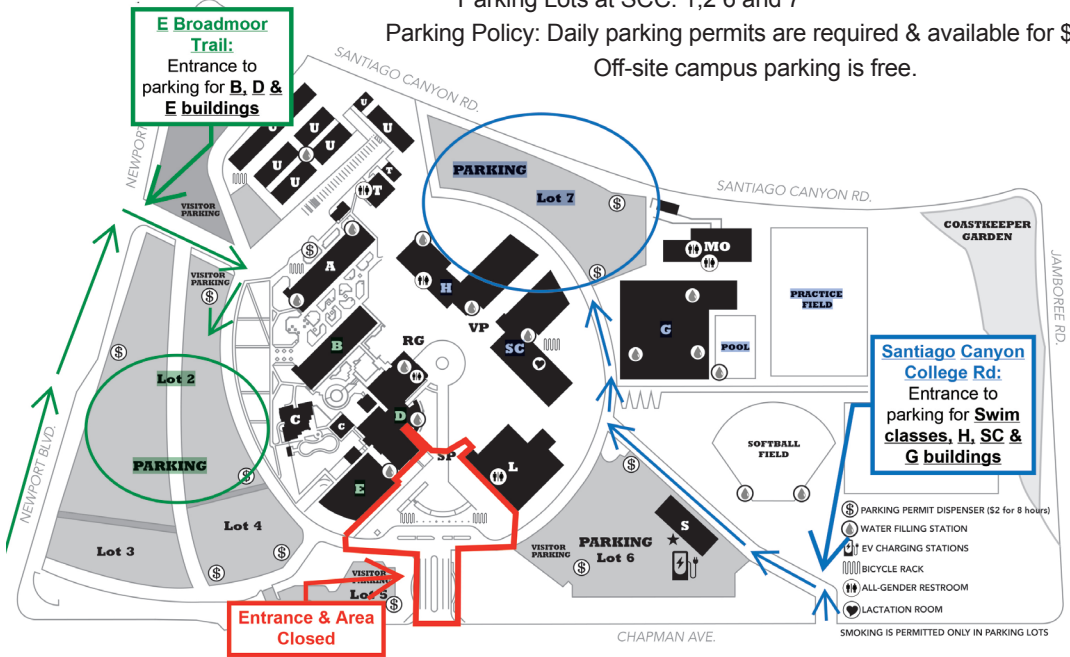 Parking Lots at SCC: 1,2 6 and 7
Parking Policy: Daily parking permits are required & available for $
Off-site campus parking is free.
E Broadmoor
Trail:
Entrance to
parking for B, D &
E buildings
SANTIAGO CANYON RD.
NEWPORT
VISITOR
PARKING
U
U
U
U
U
U
U
U
T
T
PARKING
Lot 7
SANTIAGO CANYON RD.
COASTKEEPER
GARDEN
JAMBOREE RD.
MO
VISITOR
PARKING
A
H
VP
PRACTICE
FIELD
G
POOL
SC
B
RG
Lot 2
PARKING
C
C
D
SP
L
E
NEWPORT BLVD.
Lot 4
Lot 3
VISITOR
PARKING
Lot 5
Entrance & Area
Closed
VISITOR
PARKING
PARKING
Lot 6
S
SOFTBALL
FIELD
Santiago Canyon
College Rd:
Entrance to
parking for Swim
classes, H, SC &
G buildings
$ PARKING PERMIT DISPENSER ($2 for 8 hours)
WATER FILLING STATION
EV CHARGING STATIONS
BICYCLE RACK
ALL-GENDER RESTROOM
LACTATION ROOM
SMOKING IS PERMITTED ONLY IN PARKING LOTS
CHAPMAN AVE.